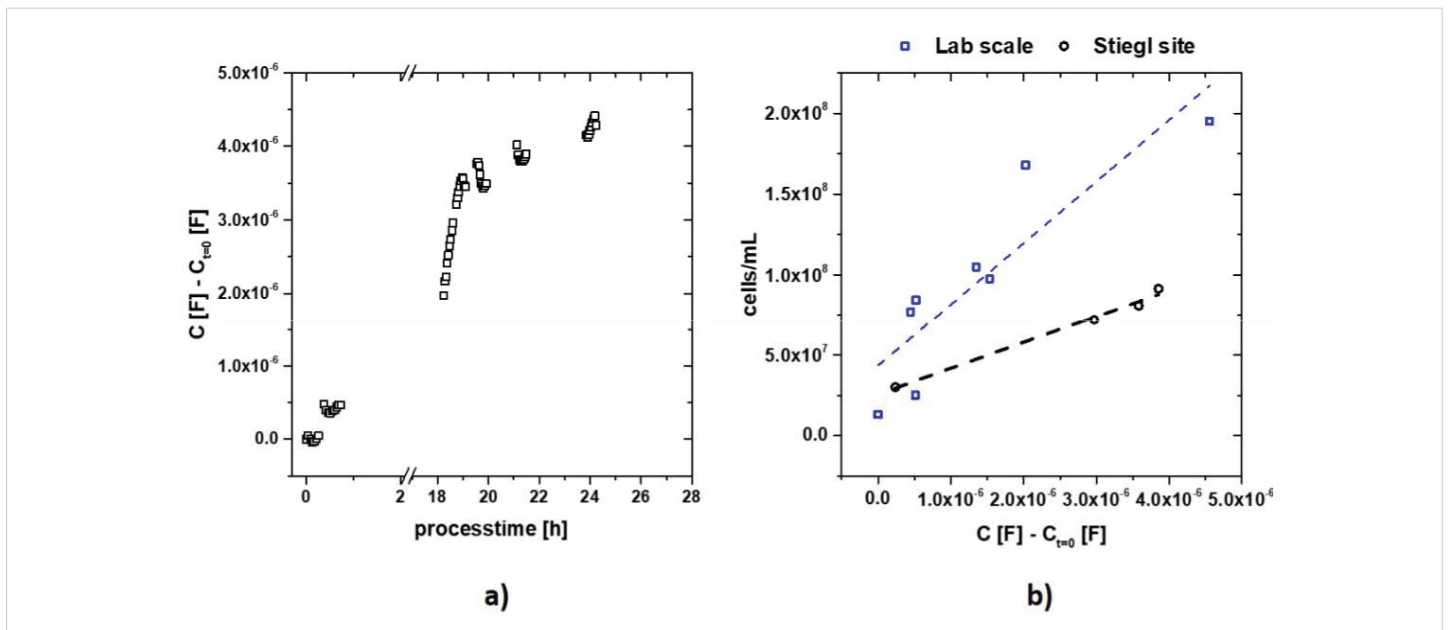 Lab scale Stiegl site
5.0x10⁻⁶
4.0x10⁻⁶
3.0x10⁻⁶
2.0x10⁻⁶
1.0x10⁻⁶
0.0
C [F] - Cₜ₌₀ [F]
0 2 18 20 22 24 26 28
processtime [h]
a)
2.0x10⁸
1.5x10⁸
1.0x10⁸
5.0x10⁷
0.0
cells/mL
0.0 1.0x10⁻⁶ 2.0x10⁻⁶ 3.0x10⁻⁶ 4.0x10⁻⁶ 5.0x10⁻⁶
C [F] - Cₜ₌₀ [F]
b)